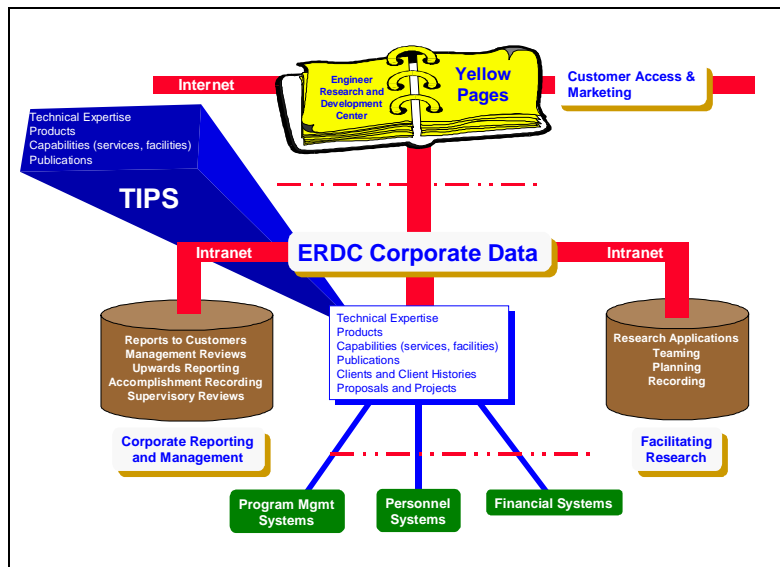 Internet
Engineer
Research and
Development
Center
Yellow
Pages
Customer Access &
Marketing
Technical Expertise
Products
Capabilities (services, facilities)
Publications
TIPS
Intranet
ERDC Corporate Data
Intranet
Reports to Customers
Management Reviews
Upwards Reporting
Accomplishment Recording
Supervisory Reviews
Technical Expertise
Products
Capabilities (services, facilities)
Publications
Clients and Client Histories
Proposals and Projects
Research Applications
Teaming
Planning
Recording
Corporate Reporting
and Management
Facilitating
Research
Program Mgmt
Systems
Personnel
Systems
Financial Systems